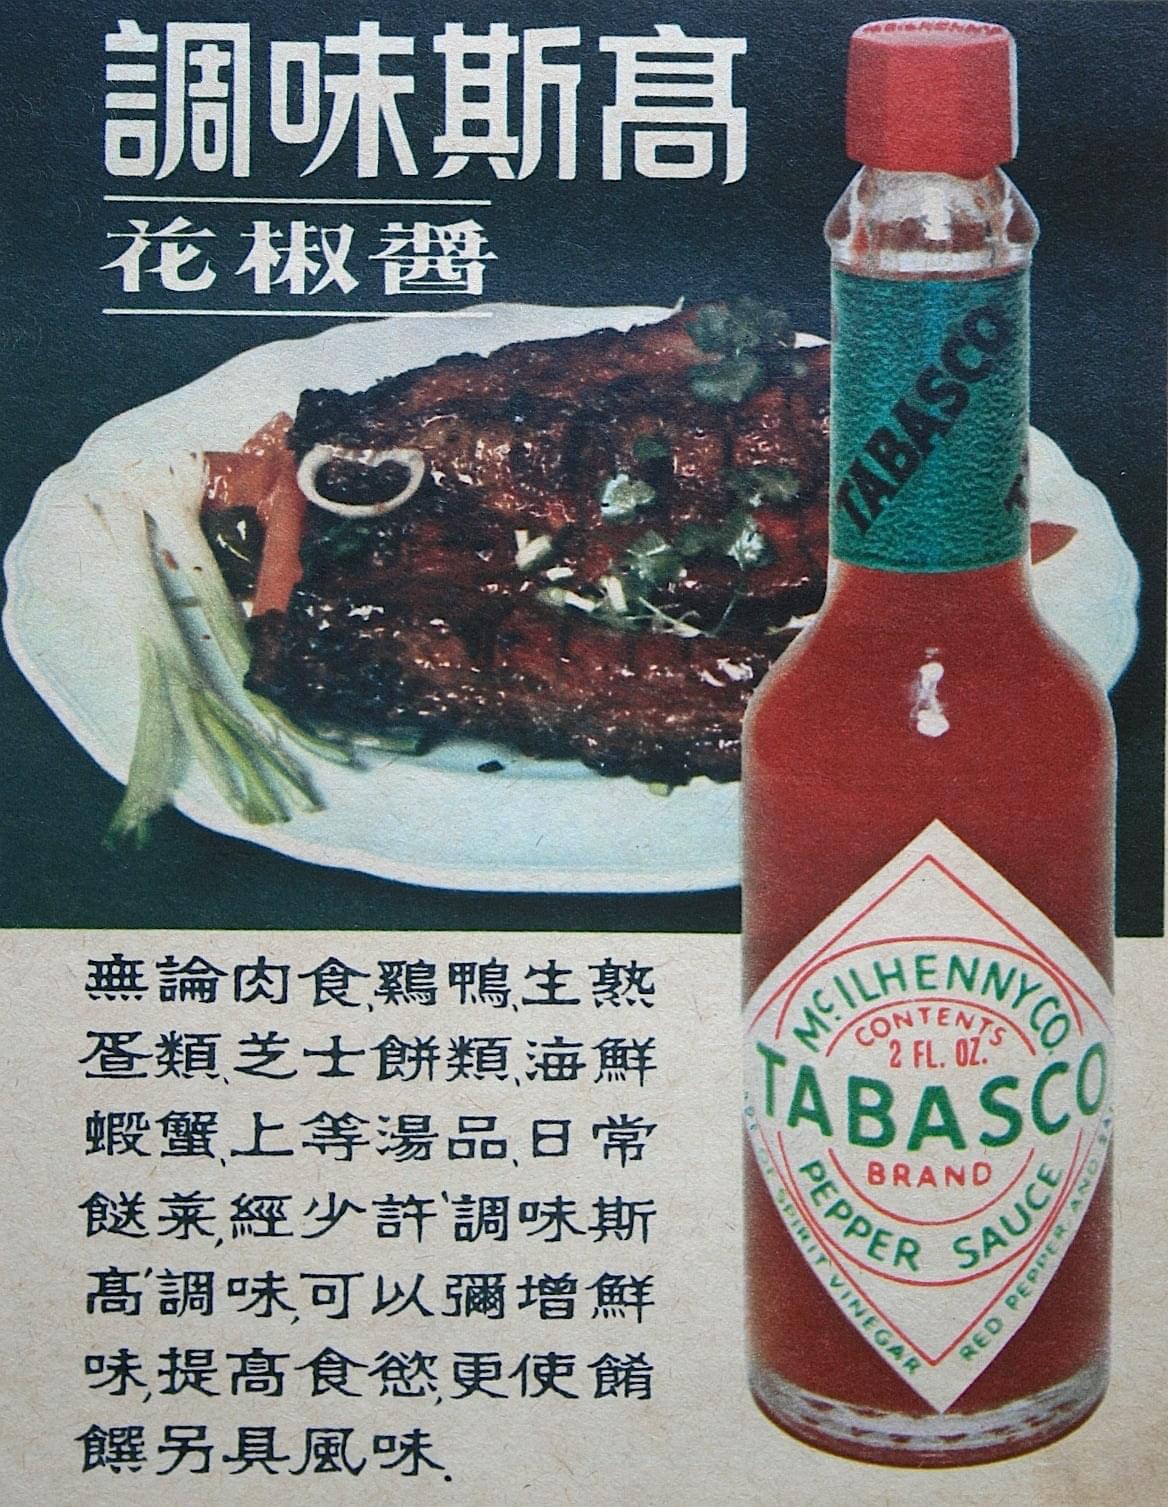 調味斯高
花椒醬
TABASCO
無論肉食,鷄鴨,生熟
蛋類,芝士餅類,海鮮
蝦蟹,上等湯品,日常
餸菜,經少許‘調味斯
高’調味,可以彌增鮮
味,提高食慾,更使餚
饌另具風味.
McILHENNY CO.
CONTENTS
2 FL. OZ.
TABASCO
BRAND
PEPPER SAUCE
OF SPIRIT VINEGAR
RED PEPPER, AND